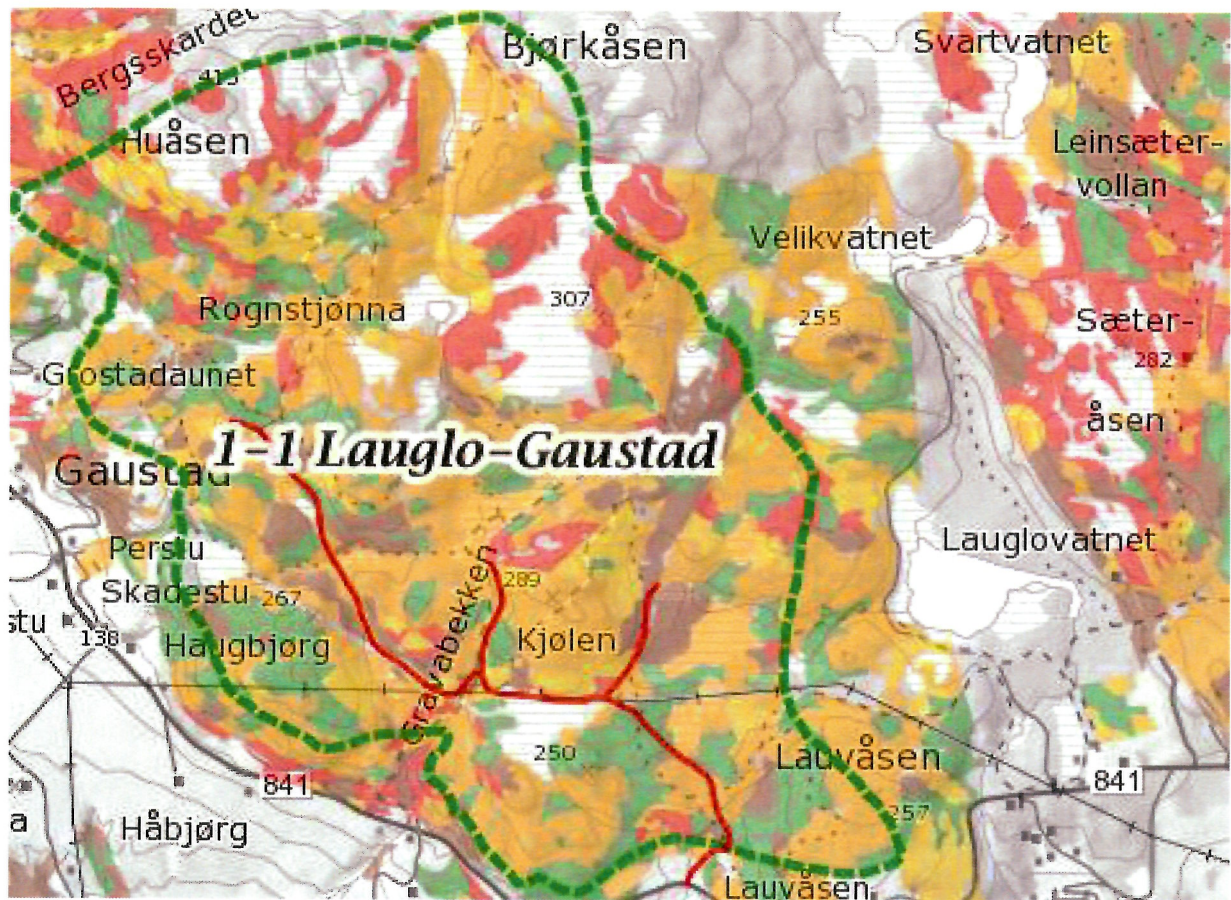 Bergsskardet
Bjørkåsen
Svartvatnet
413
Huåsen
Leinsæter-
vollan
Velikvatnet
307
Rognstjønna
255
Sæter-
282
Grostadaunet
åsen
1-1 Lauglo-Gaustad
Gaustad
Perstu
Lauglovatnet
Skadestu
267
289
stu
138
Haugbjørg
Gravabekken
Kjølen
250
Lauvåsen
841
841
257
a
Håbjørg
Lauvåsen